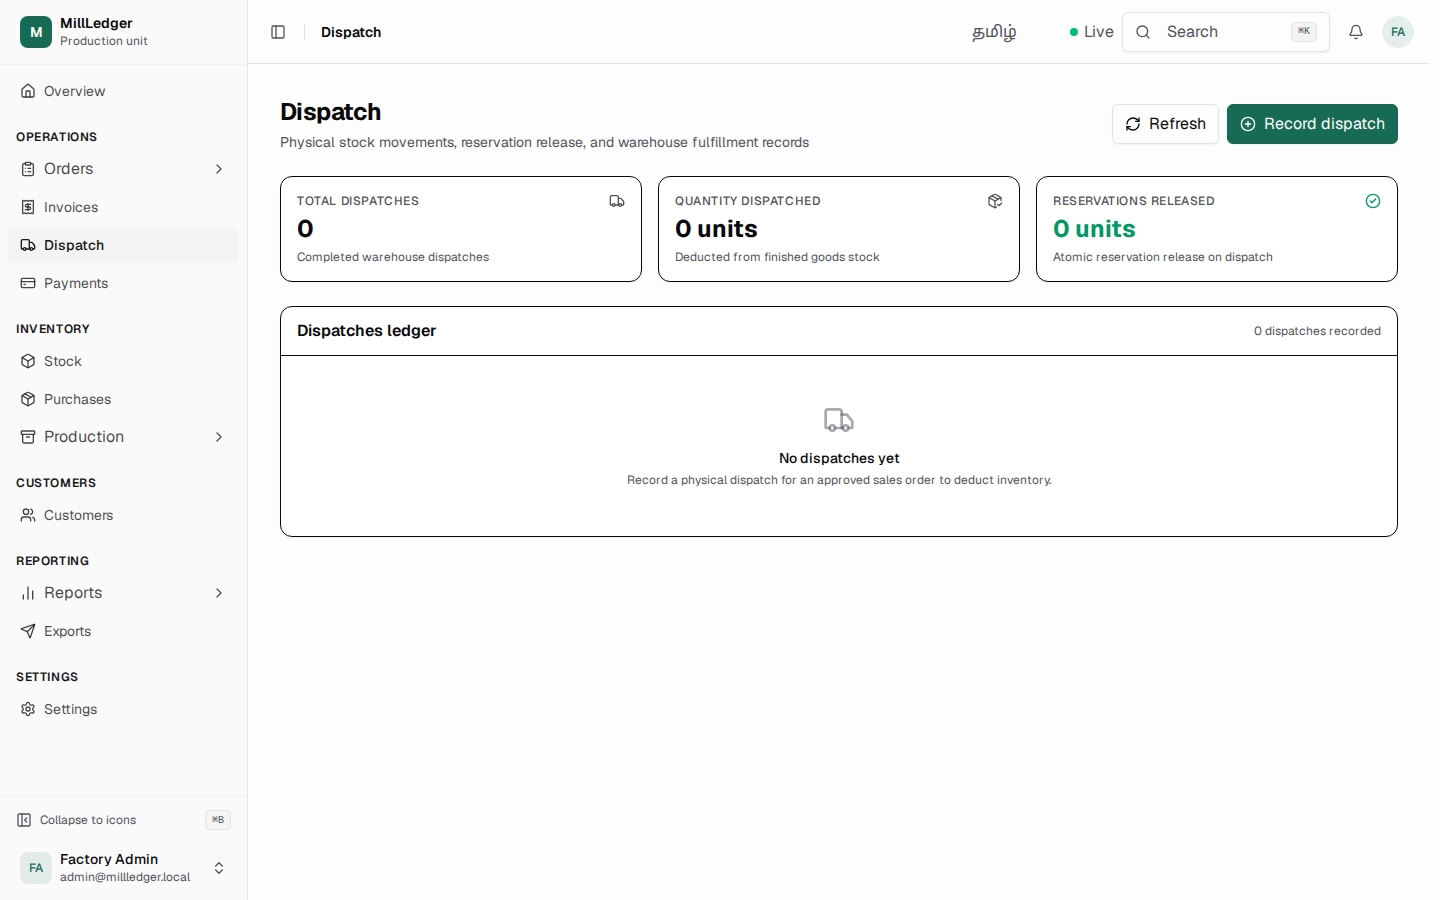 M
MillLedger
Production unit
Overview
OPERATIONS
Orders
Invoices
Dispatch
Payments
INVENTORY
Stock
Purchases
Production
CUSTOMERS
Customers
REPORTING
Reports
Exports
SETTINGS
Settings
Collapse to icons ⌘B
FA
Factory Admin
admin@millledger.local
Dispatch
தமிழ்
Live
Search ⌘K
FA
Dispatch
Physical stock movements, reservation release, and warehouse fulfillment records
Refresh
Record dispatch
TOTAL DISPATCHES
0
Completed warehouse dispatches
QUANTITY DISPATCHED
0 units
Deducted from finished goods stock
RESERVATIONS RELEASED
0 units
Atomic reservation release on dispatch
Dispatches ledger
0 dispatches recorded
No dispatches yet
Record a physical dispatch for an approved sales order to deduct inventory.